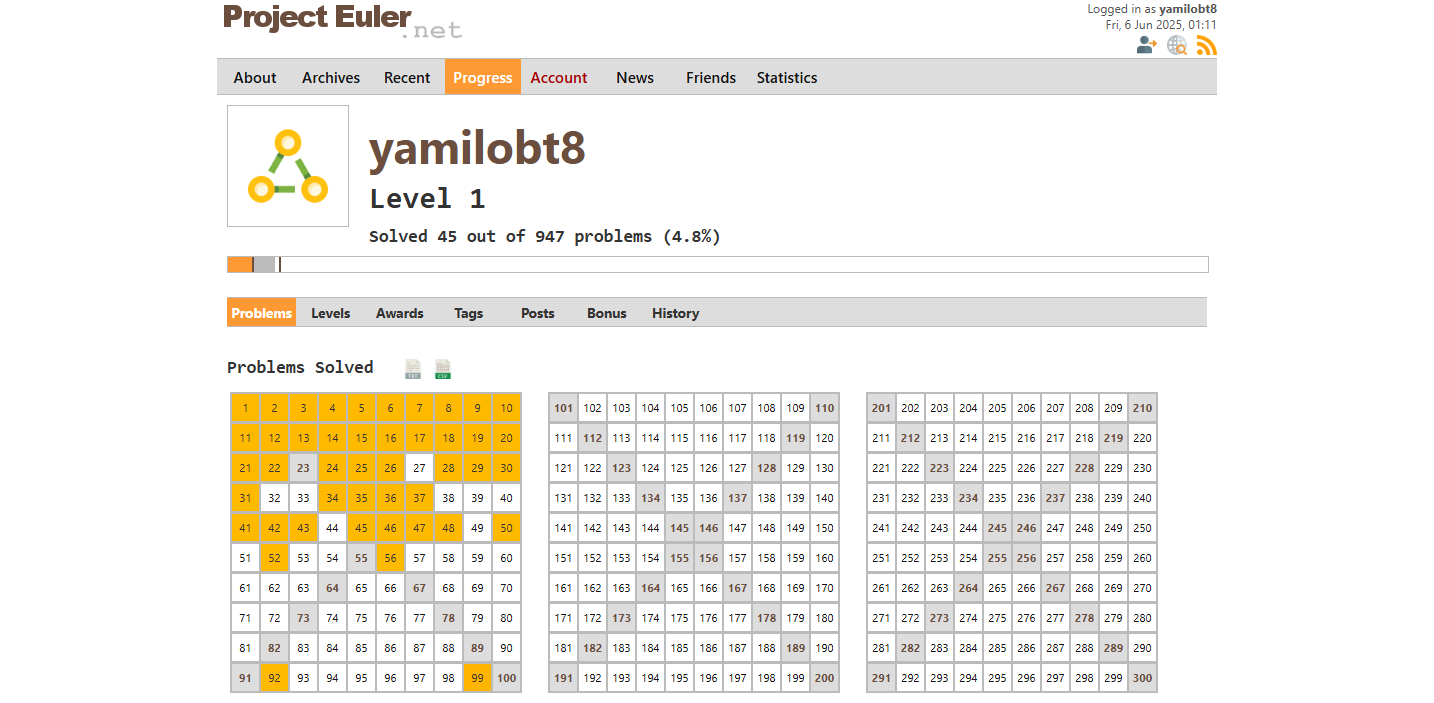 Project Euler
.net
Logged in as yamilobt8
Fri, 6 Jun 2025, 01:11
About Archives Recent Progress Account News Friends Statistics
yamilobt8
Level 1
Solved 45 out of 947 problems (4.8%)
Problems Levels Awards Tags Posts Bonus History
Problems Solved TXT CSV
1 2 3 4 5 6 7 8 9 10 101 102 103 104 105 106 107 108 109 110 201 202 203 204 205 206 207 208 209 210
11 12 13 14 15 16 17 18 19 20 111 112 113 114 115 116 117 118 119 120 211 212 213 214 215 216 217 218 219 220
21 22 23 24 25 26 27 28 29 30 121 122 123 124 125 126 127 128 129 130 221 222 223 224 225 226 227 228 229 230
31 32 33 34 35 36 37 38 39 40 131 132 133 134 135 136 137 138 139 140 231 232 233 234 235 236 237 238 239 240
41 42 43 44 45 46 47 48 49 50 141 142 143 144 145 146 147 148 149 150 241 242 243 244 245 246 247 248 249 250
51 52 53 54 55 56 57 58 59 60 151 152 153 154 155 156 157 158 159 160 251 252 253 254 255 256 257 258 259 260
61 62 63 64 65 66 67 68 69 70 161 162 163 164 165 166 167 168 169 170 261 262 263 264 265 266 267 268 269 270
71 72 73 74 75 76 77 78 79 80 171 172 173 174 175 176 177 178 179 180 271 272 273 274 275 276 277 278 279 280
81 82 83 84 85 86 87 88 89 90 181 182 183 184 185 186 187 188 189 190 281 282 283 284 285 286 287 288 289 290
91 92 93 94 95 96 97 98 99 100 191 192 193 194 195 196 197 198 199 200 291 292 293 294 295 296 297 298 299 300